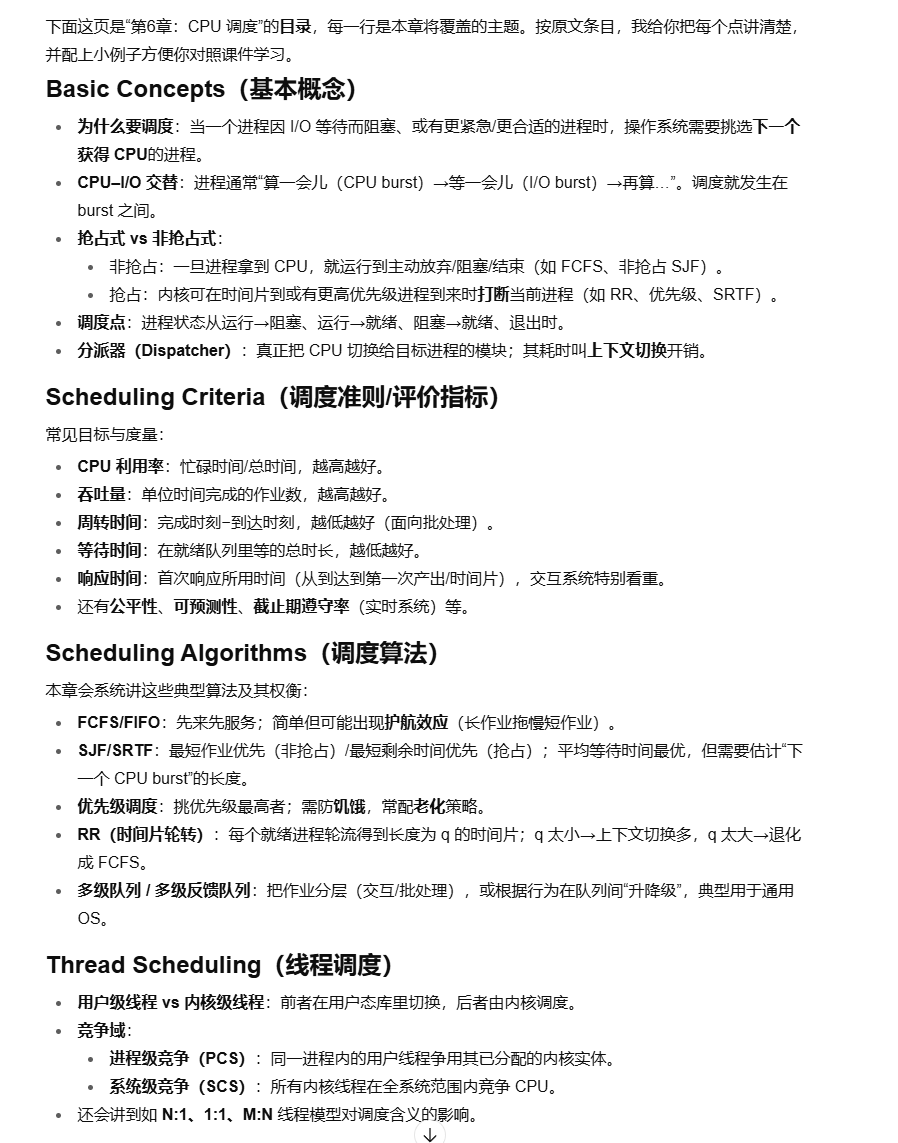 下面这页是“第6章：CPU 调度”的目录，每一行是本章将覆盖的主题。按原文条目，我给你把每个点讲清楚，
并配上小例子方便你对照课件学习。
Basic Concepts（基本概念）
• 为什么要调度：当一个进程因 I/O 等待而阻塞、或有更紧急/更合适的进程时，操作系统需要挑选下一个
获得 CPU的进程。
• CPU–I/O 交替：进程通常“算一会儿（CPU burst）→等一会儿（I/O burst）→再算…”。调度就发生在
burst 之间。
• 抢占式 vs 非抢占式：
• 非抢占：一旦进程拿到 CPU，就运行到主动放弃/阻塞/结束（如 FCFS、非抢占 SJF）。
• 抢占：内核可在时间片到或有更高优先级进程到来时打断当前进程（如 RR、优先级、SRTF）。
• 调度点：进程状态从运行→阻塞、运行→就绪、阻塞→就绪、退出时。
• 分派器（Dispatcher）：真正把 CPU 切换给目标进程的模块；其耗时叫上下文切换开销。
Scheduling Criteria（调度准则/评价指标）
常见目标与度量：
• CPU 利用率：忙碌时间/总时间，越高越好。
• 吞吐量：单位时间完成的作业数，越高越好。
• 周转时间：完成时刻−到达时刻，越低越好（面向批处理）。
• 等待时间：在就绪队列里等的总时长，越低越好。
• 响应时间：首次响应所用时间（从到达到第一次产出/时间片），交互系统特别看重。
• 还有公平性、可预测性、截止期遵守率（实时系统）等。
Scheduling Algorithms（调度算法）
本章会系统讲这些典型算法及其权衡：
• FCFS/FIFO：先来先服务；简单但可能出现护航效应（长作业拖慢短作业）。
• SJF/SRTF：最短作业优先（非抢占）/最短剩余时间优先（抢占）；平均等待时间最优，但需要估计“下
一个 CPU burst”的长度。
• 优先级调度：挑优先级最高者；需防饥饿，常配老化策略。
• RR（时间片轮转）：每个就绪进程轮流得到长度为 q 的时间片；q 太小→上下文切换多，q 太大→退化
成 FCFS。
• 多级队列 / 多级反馈队列：把作业分层（交互/批处理），或根据行为在队列间“升降级”，典型用于通用
OS。
Thread Scheduling（线程调度）
• 用户级线程 vs 内核级线程：前者在用户态库里切换，后者由内核调度。
• 竞争域：
• 进程级竞争（PCS）：同一进程内的用户线程争用其已分配的内核实体。
• 系统级竞争（SCS）：所有内核线程在全系统范围内竞争 CPU。
• 还会讲到如 N:1、1:1、M:N 线程模型对调度含义的影响。